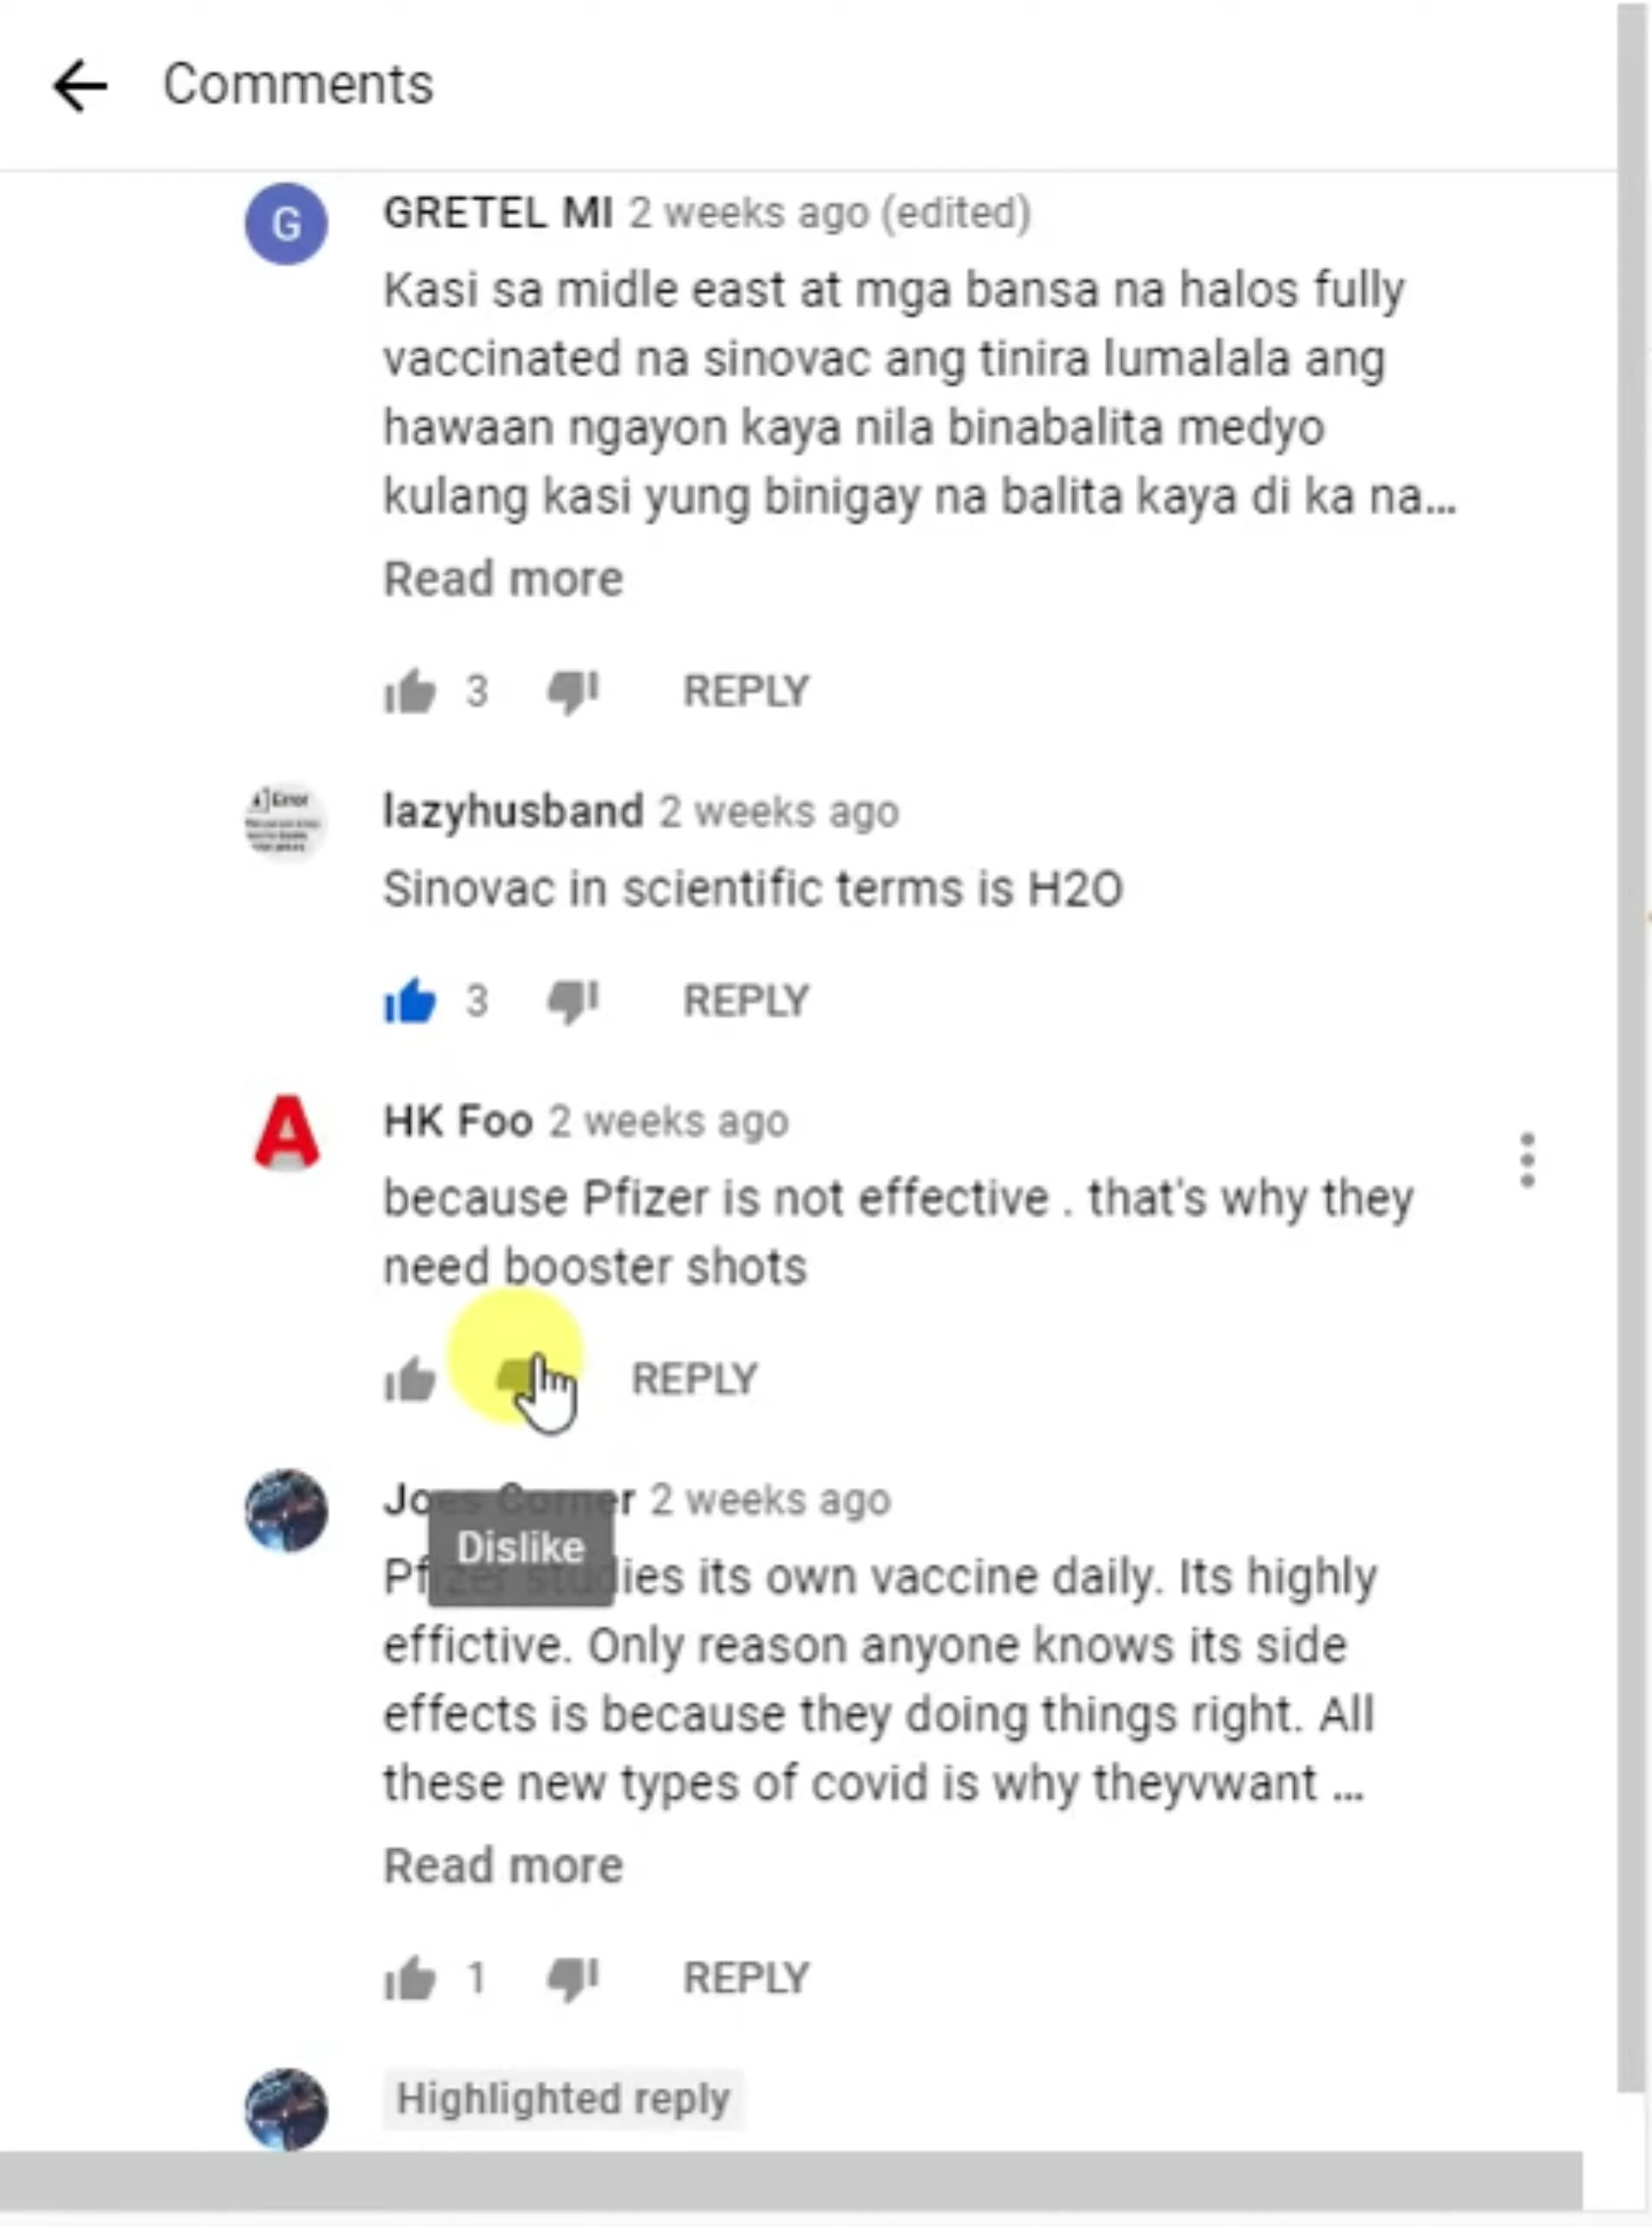 Comments
G
GRETEL MI 2 weeks ago (edited)
Kasi sa midle east at mga bansa na halos fully
vaccinated na sinovac ang tinira lumalala ang
hawaan ngayon kaya nila binabalita medyo
kulang kasi yung binigay na balita kaya di ka na...
Read more
3 REPLY
Error
lazyhusband 2 weeks ago
Sinovac in scientific terms is H2O
3 REPLY
A
HK Foo 2 weeks ago
because Pfizer is not effective . that's why they
need booster shots
REPLY
Joes Corner 2 weeks ago
Dislike
Pfizer studies its own vaccine daily. Its highly
effictive. Only reason anyone knows its side
effects is because they doing things right. All
these new types of covid is why theyvwant ...
Read more
1 REPLY
Highlighted reply